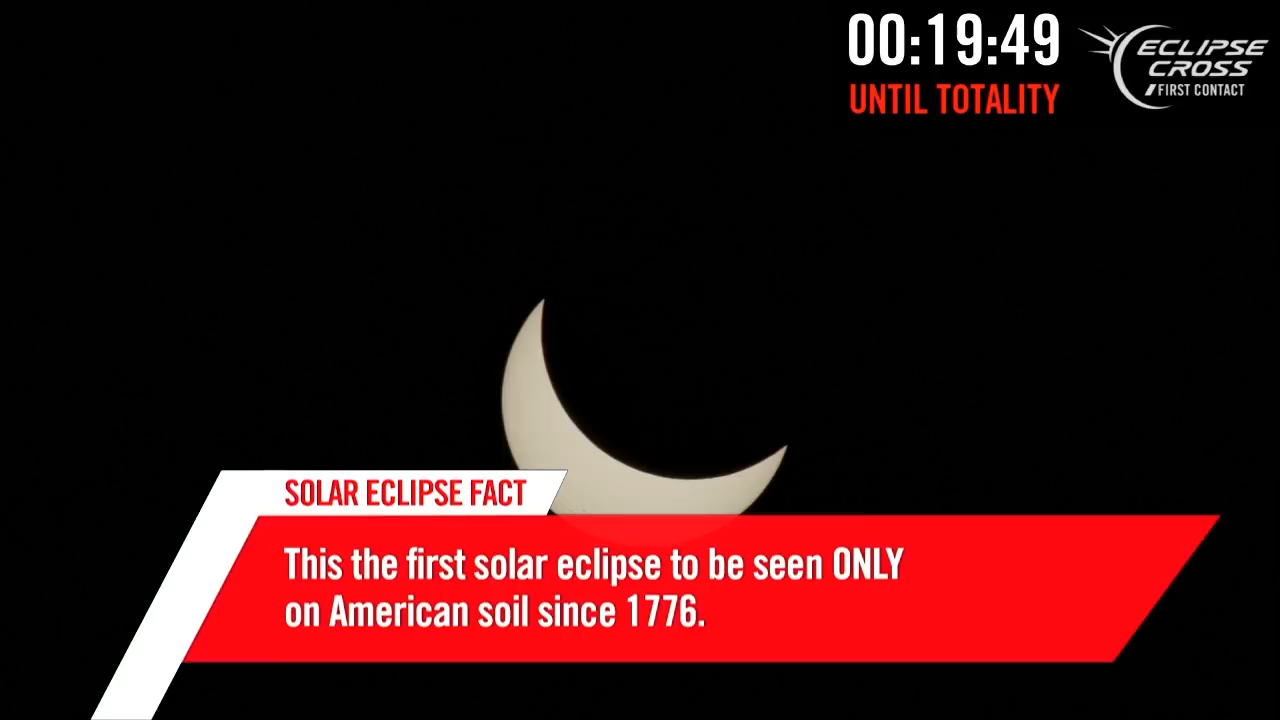 00:19:49
UNTIL TOTALITY
ECLIPSE
CROSS
FIRST CONTACT
SOLAR ECLIPSE FACT
This the first solar eclipse to be seen ONLY
on American soil since 1776.